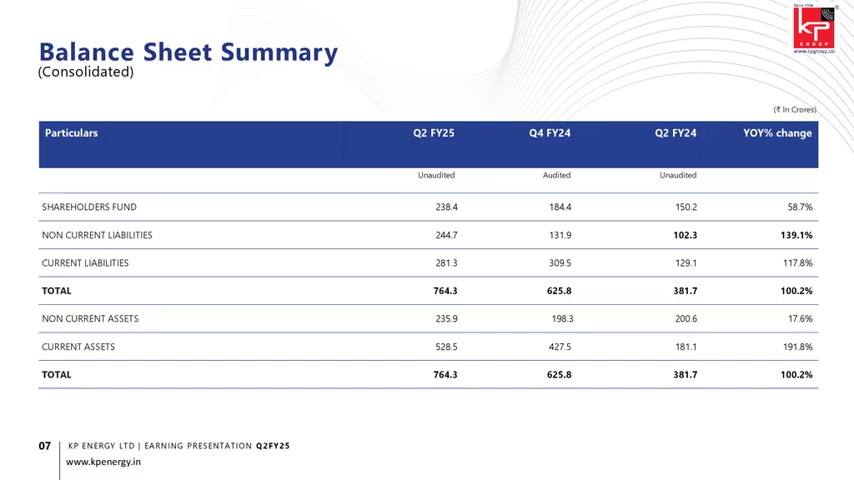 Since 1994
KP
GROUP
www.kpgroup.co
Balance Sheet Summary
(Consolidated)
(₹ In Crores)
Particulars Q2 FY25 Q4 FY24 Q2 FY24 YOY% change
Unaudited Audited Unaudited
SHAREHOLDERS FUND 238.4 184.4 150.2 58.7%
NON CURRENT LIABILITIES 244.7 131.9 102.3 139.1%
CURRENT LIABILITIES 281.3 309.5 129.1 117.8%
TOTAL 764.3 625.8 381.7 100.2%
NON CURRENT ASSETS 235.9 198.3 200.6 17.6%
CURRENT ASSETS 528.5 427.5 181.1 191.8%
TOTAL 764.3 625.8 381.7 100.2%
07 KP ENERGY LTD | EARNING PRESENTATION Q2FY25
www.kpenergy.in